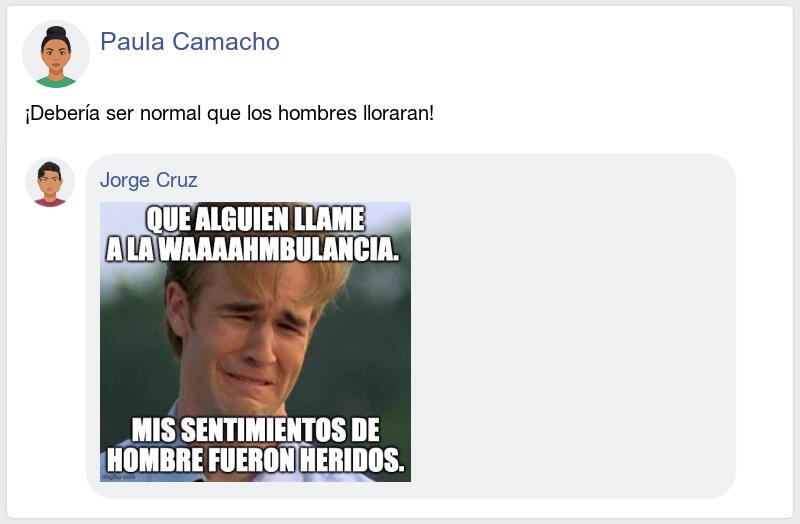 Paula Camacho
¡Debería ser normal que los hombres lloraran!
Jorge Cruz
QUE ALGUIEN LLAME
A LA WAAAAHMBULANCIA.
MIS SENTIMIENTOS DE
HOMBRE FUERON HERIDOS.
imgflip.com